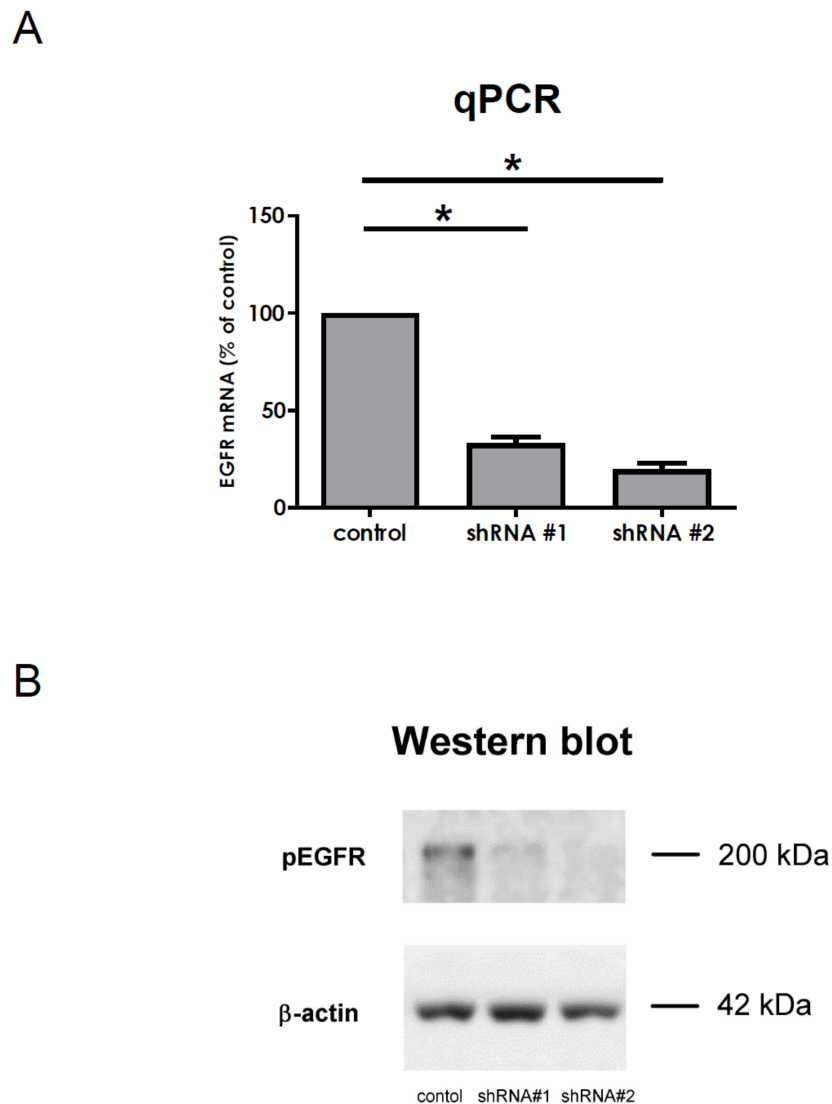 A
qPCR
*
*
150
100
50
0
EGFR mRNA (% of control)
control shRNA #1 shRNA #2
B
Western blot
pEGFR 200 kDa
β-actin 42 kDa
contol shRNA#1 shRNA#2